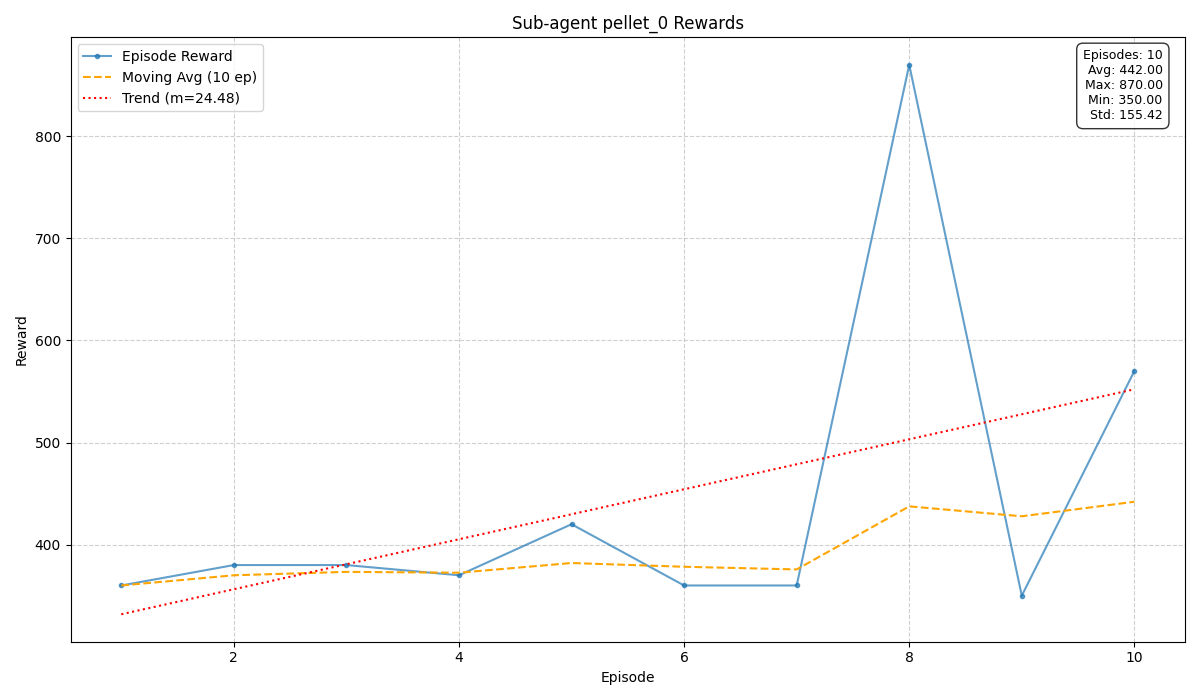 Sub-agent pellet_0 Rewards
Episode Reward
Moving Avg (10 ep)
Trend (m=24.48)
Episodes: 10
Avg: 442.00
Max: 870.00
Min: 350.00
Std: 155.42
800
700
600
500
400
Reward
2
4
6
8
10
Episode